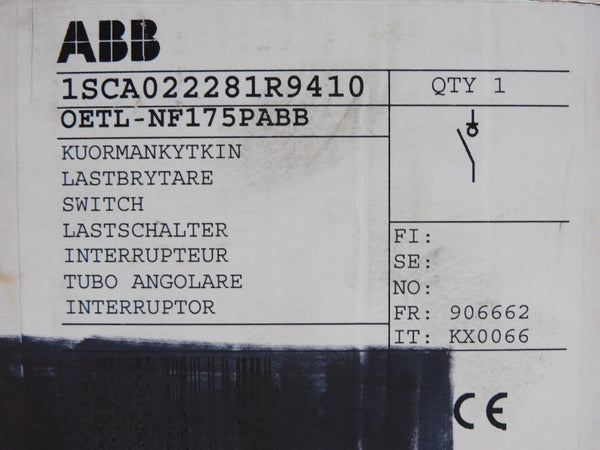 ABB
1SCA022281R9410 QTY 1
OETL-NF175PABB
KUORMANKYTKIN
LASTBRYTARE
SWITCH
LASTSCHALTER
INTERRUPTEUR
TUBO ANGOLARE
INTERRUPTOR
FI:
SE:
NO:
FR: 906662
IT: KX0066
CE